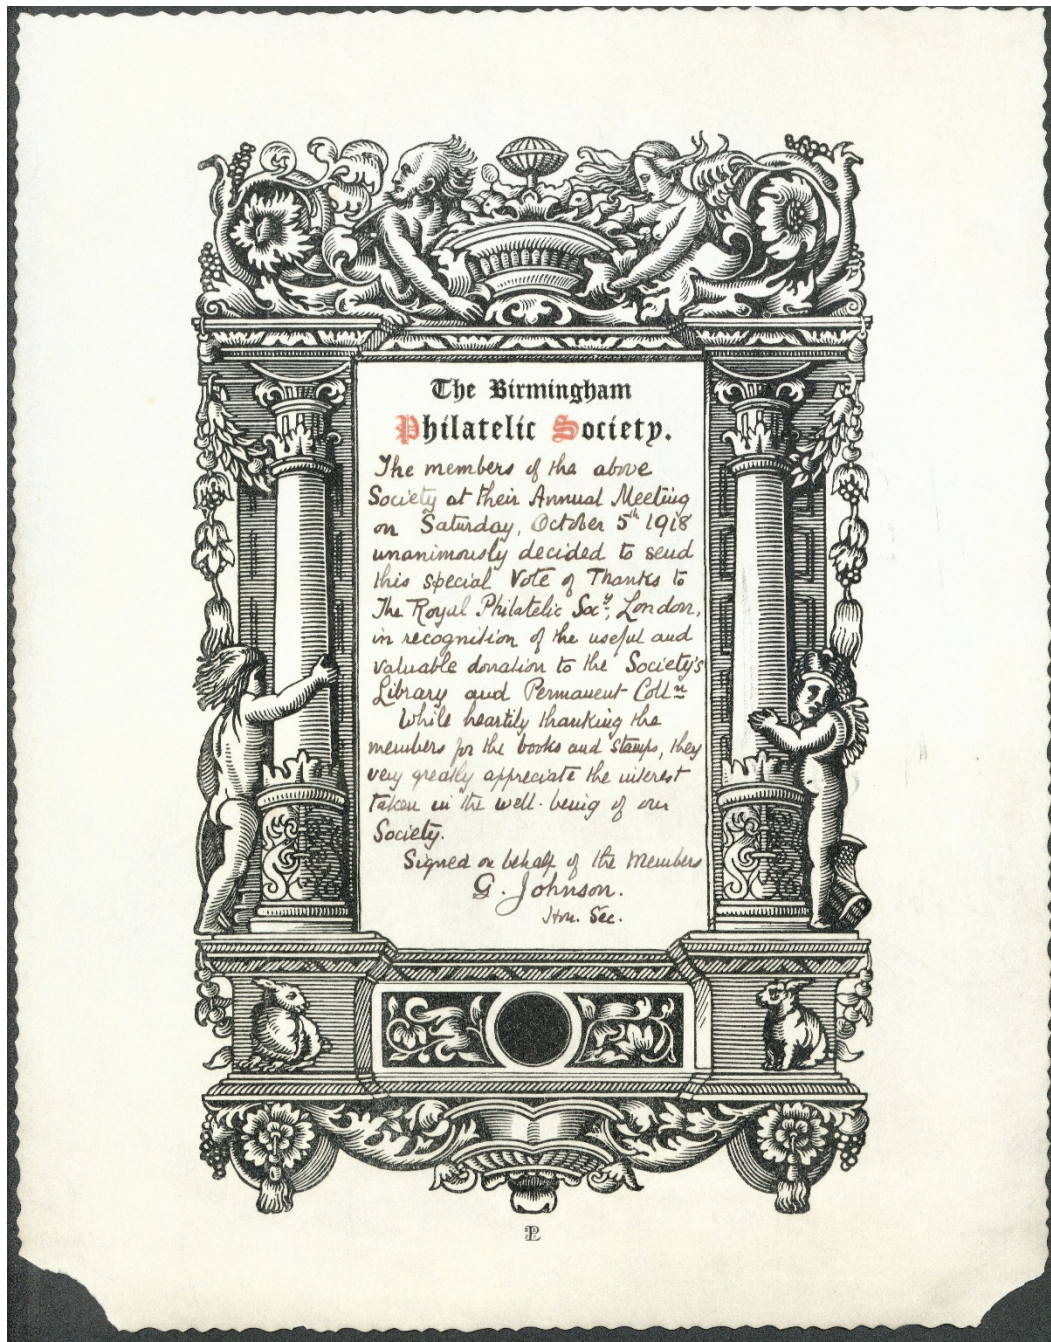 The Birmingham
Philatelic Society.
The members of the above
Society at their Annual Meeting
on Saturday, October 5th 1918
unanimously decided to send
this special Vote of Thanks to
The Royal Philatelic Socy, London,
in recognition of the useful and
valuable donation to the Society's
Library and Permanent Colln
While heartily thanking the
members for the books and stamps, they
very greatly appreciate the interest
taken in the well-being of our
Society.
Signed on behalf of the Members
G. Johnson.
Hon. Sec.